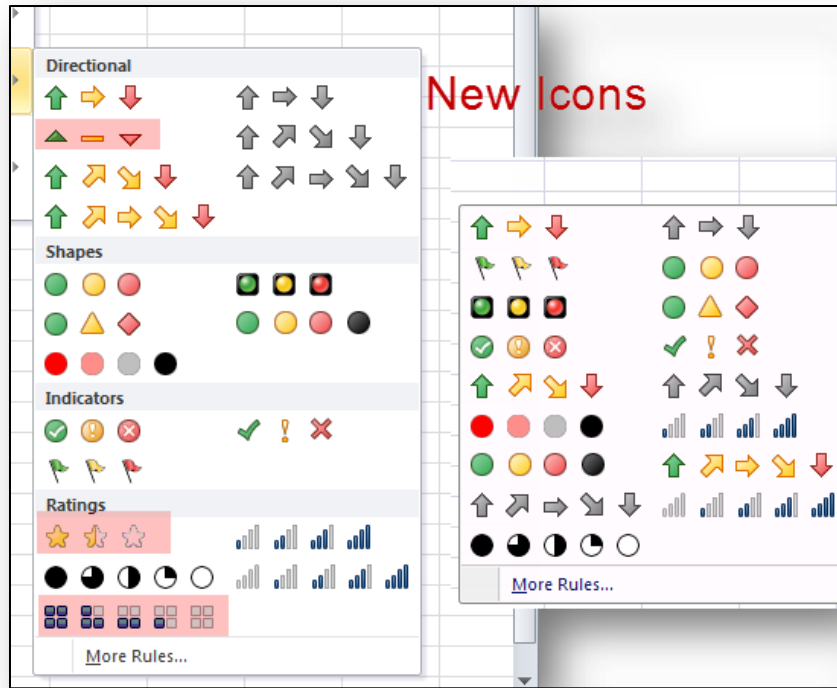 Directional
New Icons
Shapes
Indicators
Ratings
More Rules...
More Rules...